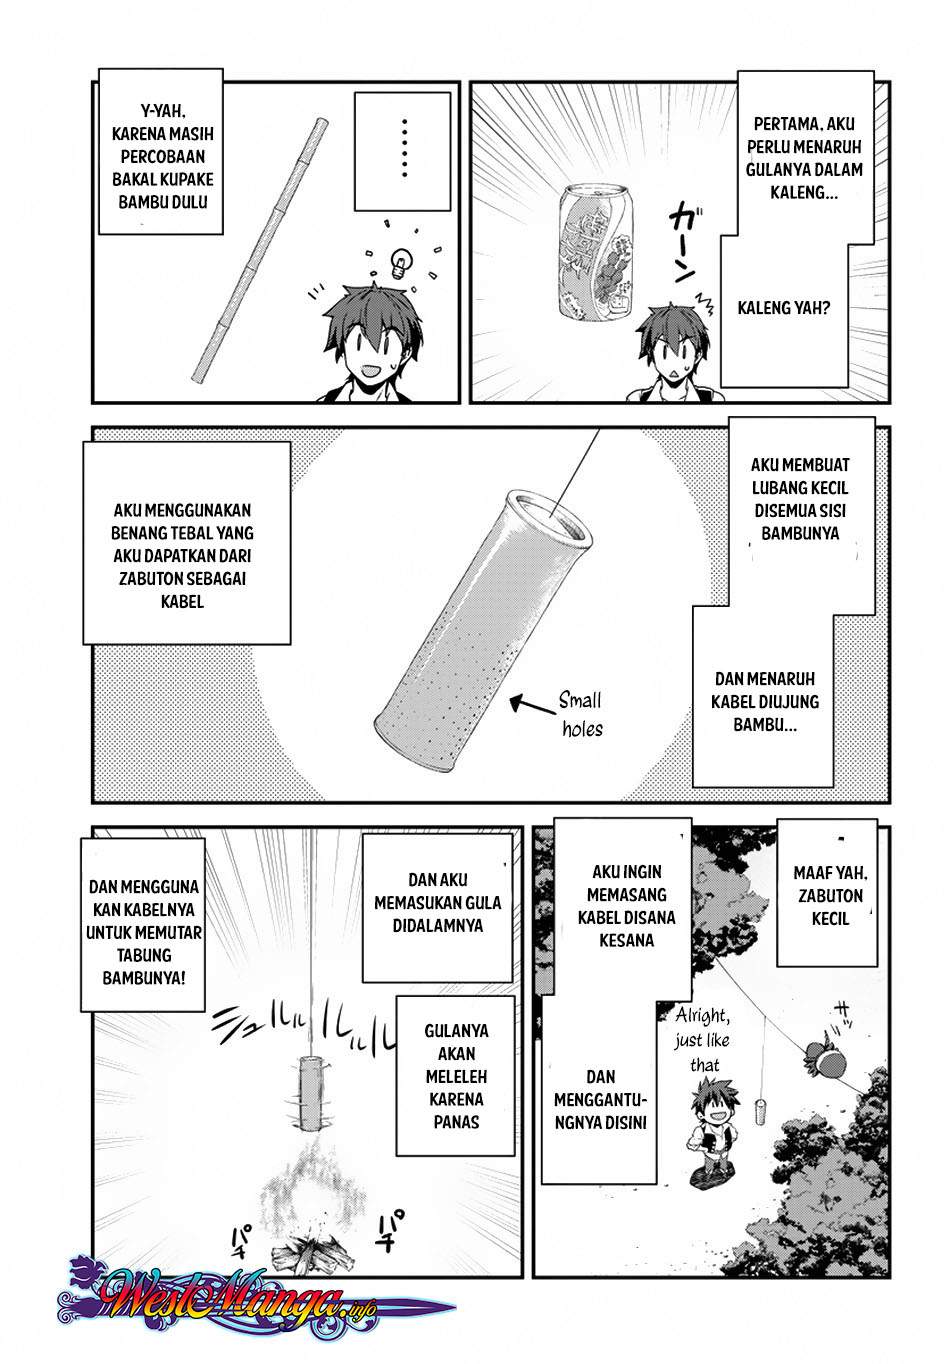 PERTAMA, AKU
PERLU MENARUH
GULANYA DALAM
KALENG...
KALENG YAH?
ガーン
.......
Y-YAH,
KARENA MASIH
PERCOBAAN
BAKAL KUPAKE
BAMBU DULU
AKU MEMBUAT
LUBANG KECIL
DISEMUA SISI
BAMBUNYA
DAN MENARUH
KABEL DIUJUNG
BAMBU...
Small
holes
AKU MENGGUNAKAN
BENANG TEBAL YANG
AKU DAPATKAN DARI
ZABUTON SEBAGAI
KABEL
MAAF YAH,
ZABUTON
KECIL
AKU INGIN
MEMASANG
KABEL DISANA
KESANA
Alright,
just like
that
DAN
MENGGANTU-
NGNYA DISINI
DAN AKU
MEMASUKAN GULA
DIDALAMNYA
GULANYA
AKAN
MELELEH
KARENA
PANAS
DAN MENGGUNA
KAN KABELNYA
UNTUK MEMUTAR
TABUNG
BAMBUNYA!
シュルルルル
パチ
パチ
WestManga.info